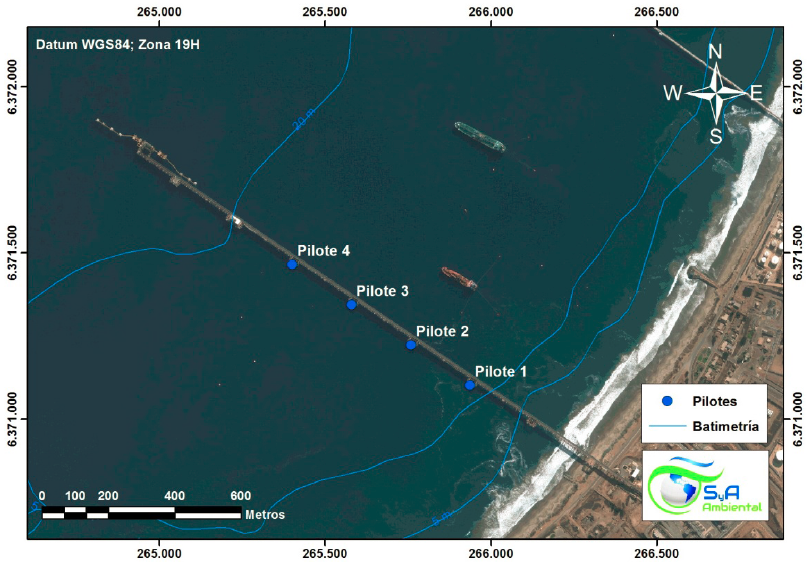 265.000 265.500 266.000 266.500
Datum WGS84; Zona 19H
N
W E
S
6.372.000 6.372.000
20 m
6.371.500 6.371.500
Pilote 4
Pilote 3
Pilote 2
Pilote 1
6.371.000 6.371.000
Pilotes
Batimetría
0 100 200 400 600
Metros
SyA
Ambiental
265.000 265.500 266.000 266.500